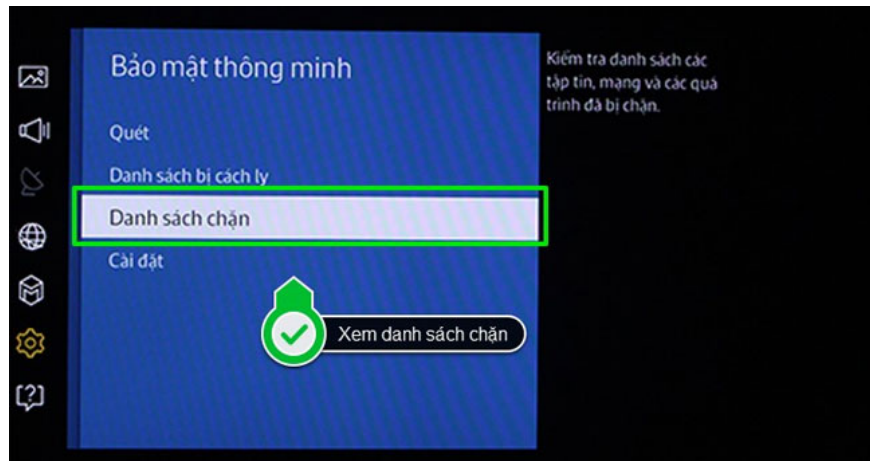 Bảo mật thông minh
Quét
Danh sách bị cách ly
Danh sách chặn
Cài đặt
Kiểm tra danh sách các
tập tin, mạng và các quá
trình đã bị chặn.
Xem danh sách chặn
[?]